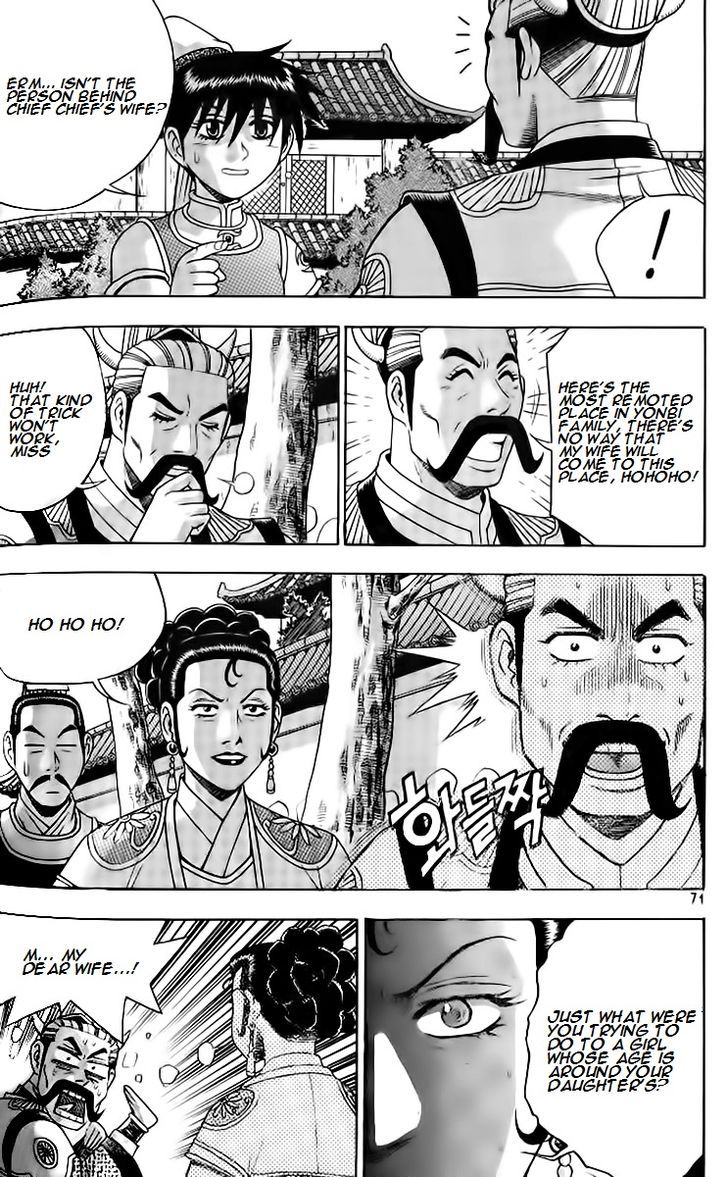 ERM... ISN'T THE
PERSON BEHIND
CHIEF CHIEF'S WIFE?
!
HUH!
THAT KIND
OF TRICK
WON'T
WORK,
MISS
HERE'S THE
MOST REMOTED
PLACE IN YONBI
FAMILY, THERE'S
NO WAY THAT
MY WIFE WILL
COME TO THIS
PLACE, HOHOHO!
HO HO HO!
화들짝
71
M... MY
DEAR WIFE...!
JUST WHAT WERE
YOU TRYING TO
DO TO A GIRL
WHOSE AGE IS
AROUND YOUR
DAUGHTER'S?